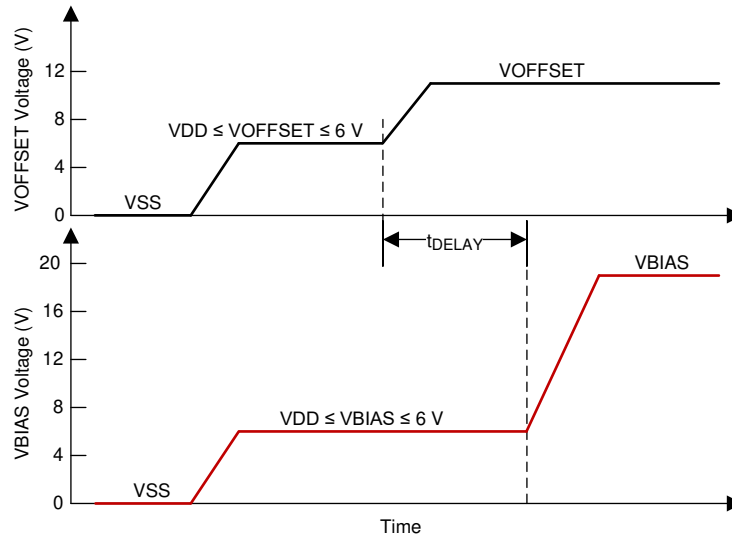 VOFFSET Voltage (V)
12
8
4
0
VOFFSET
VDD ≤ VOFFSET ≤ 6 V
VSS
tDELAY
VBIAS Voltage (V)
20
16
12
8
4
0
VBIAS
VDD ≤ VBIAS ≤ 6 V
VSS
Time